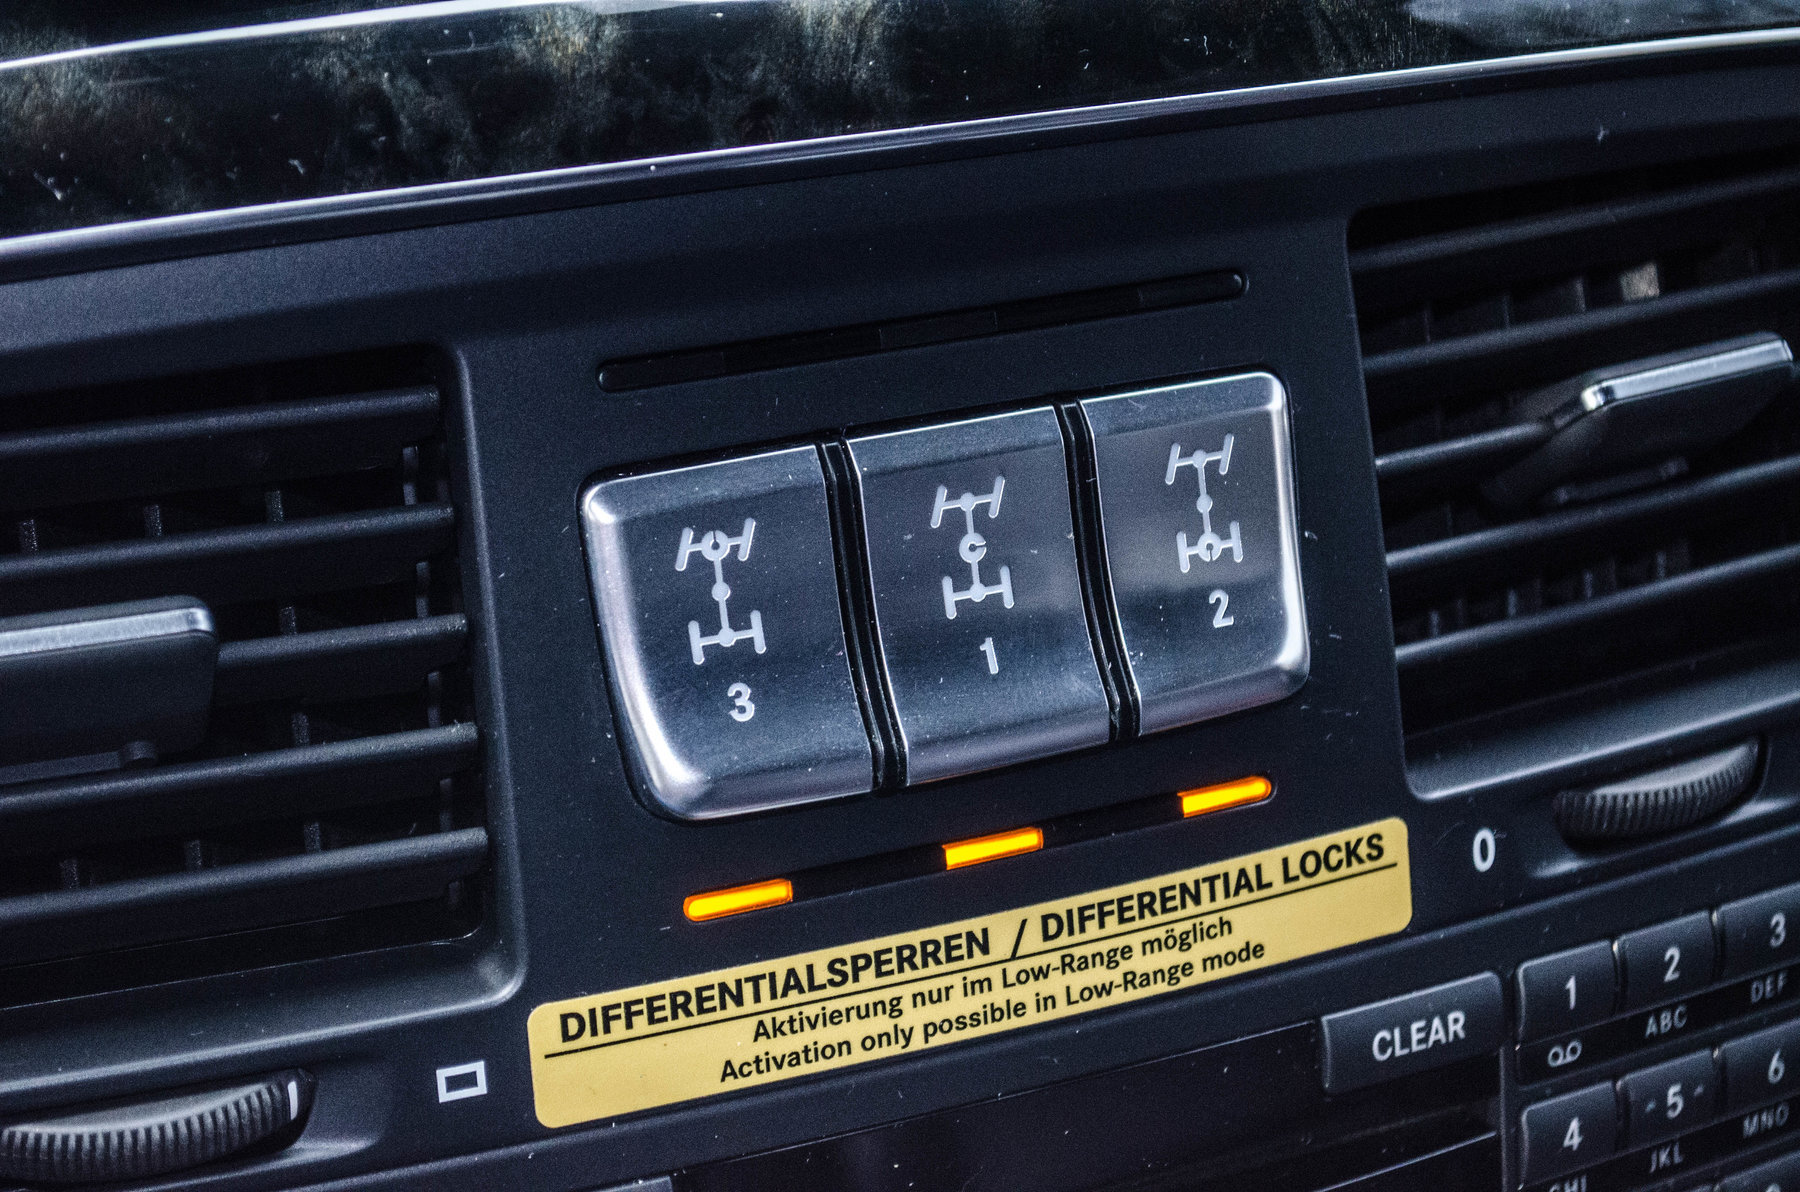 3
1
2
DIFFERENTIALSPERREN / DIFFERENTIAL LOCKS
Aktivierung nur im Low-Range möglich
Activation only possible in Low-Range mode
0
CLEAR
1
2
3
ABC
DEF
4
- 5 -
6
JKL
MNO